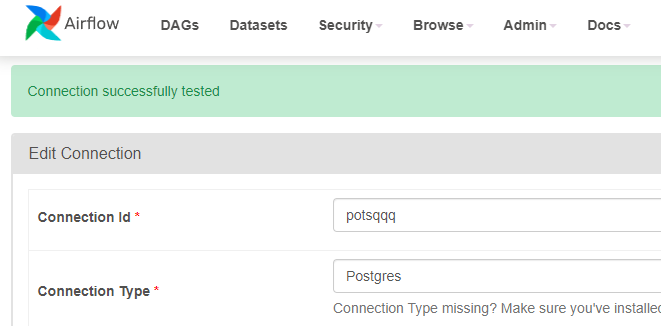 Airflow DAGs Datasets Security Browse Admin Docs
Connection successfully tested
Edit Connection
Connection Id * potsqqq
Postgres
Connection Type *
Connection Type missing? Make sure you've installed